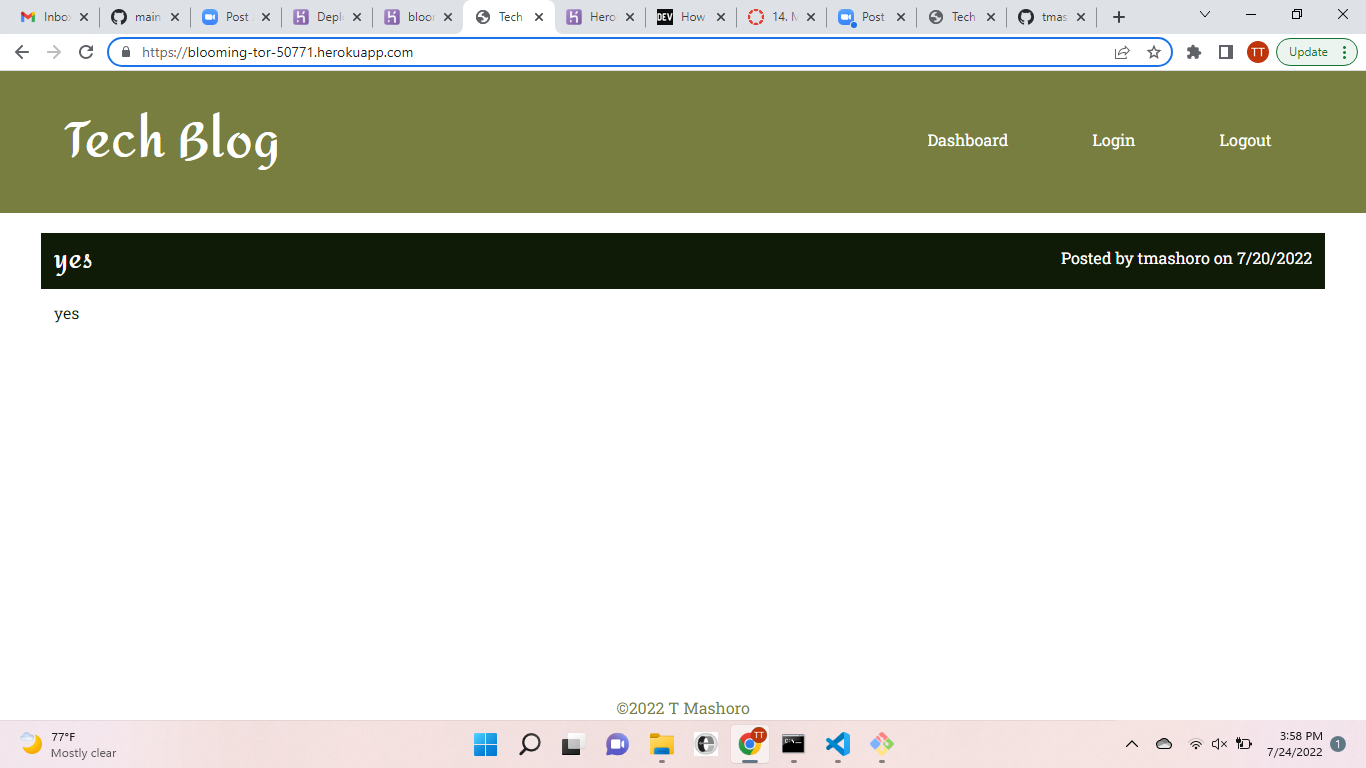 Inbo
main
Post
Depl
bloor
Tech
Hero
DEV
How
14. M
Post
Tech
tmas
https://blooming-tor-50771.herokuapp.com
TT
Update
Tech Blog
Dashboard
Login
Logout
yes
Posted by tmashoro on 7/20/2022
yes
©2022 T Mashoro
77°F
Mostly clear
TT
3:58 PM
7/24/2022
1